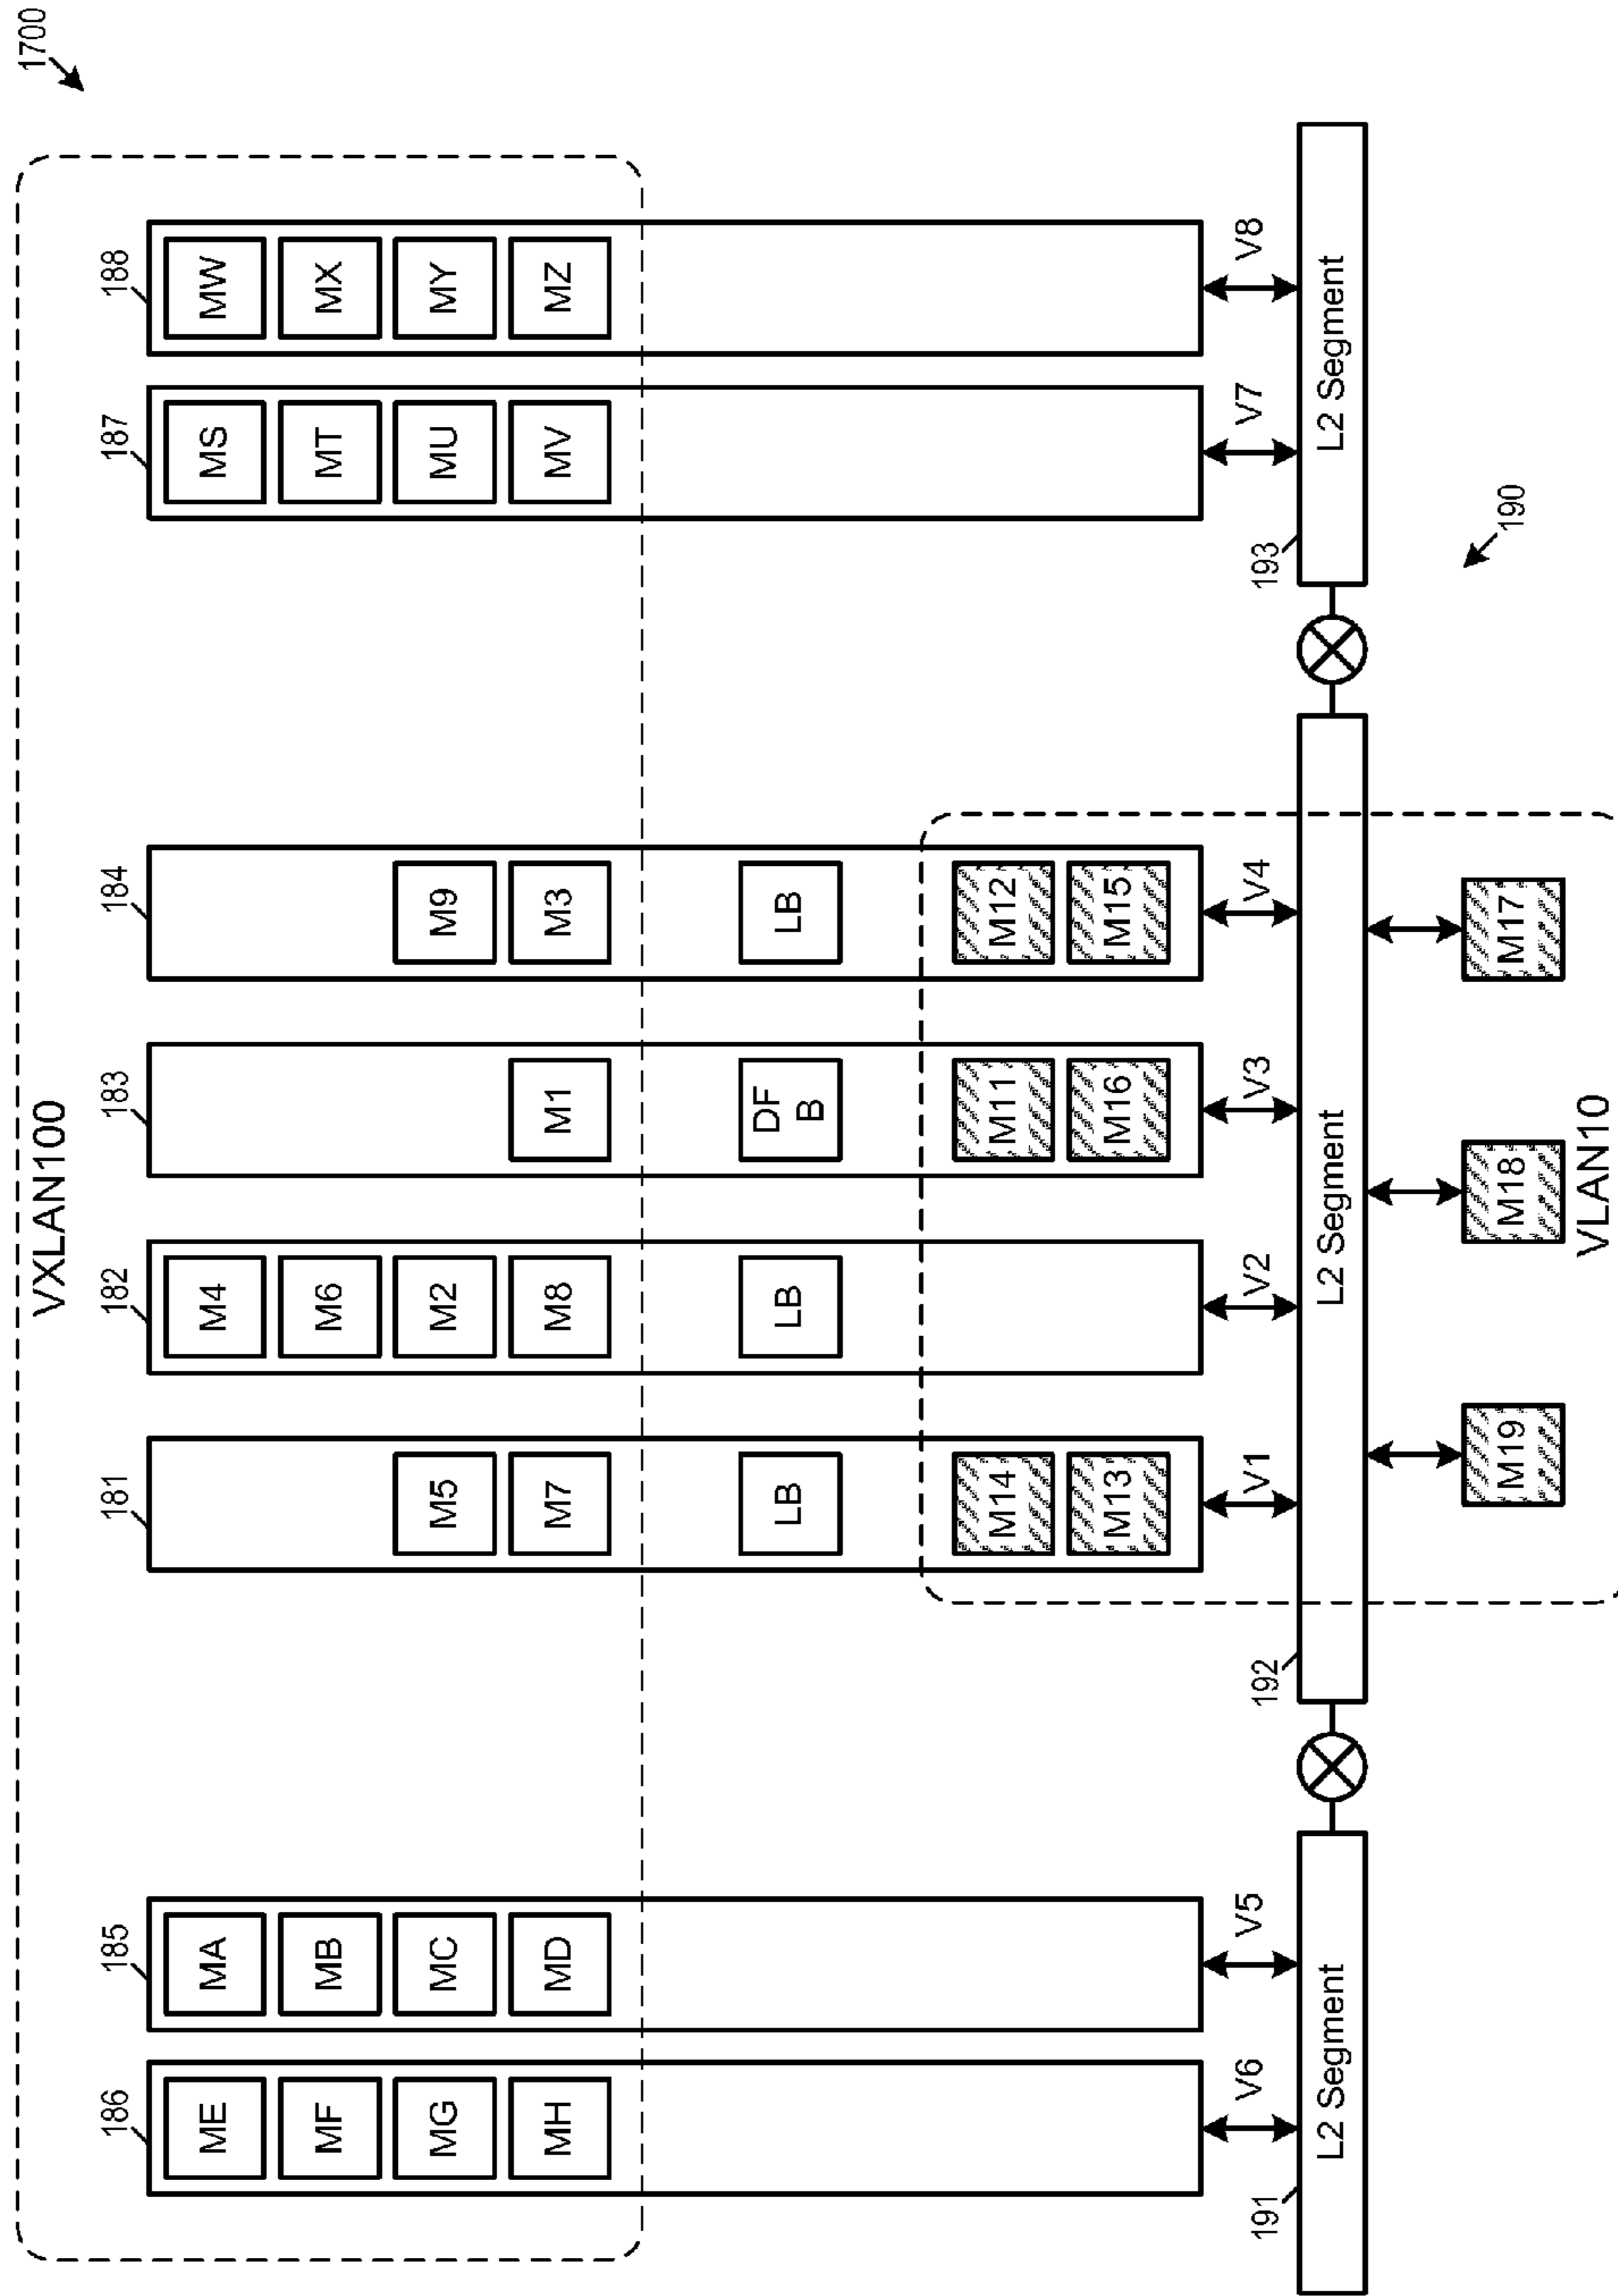 1700
VXLAN100
186
185
181
182
183
184
187
188
ME
MF
MG
MH
MA
MB
MC
MD
M5
M7
LB
M14
M13
M4
M6
M2
M8
LB
M1
DF
B
M11
M16
M9
M3
LB
M12
M15
MS
MT
MU
MV
MW
MX
MY
MZ
V6
V5
V1
V2
V3
V4
V7
V8
191
L2 Segment
192
L2 Segment
193
L2 Segment
190
M19
M18
M17
VLAN10